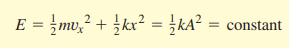 E = ½mvₓ² + ½kx² = ½kA² = constant